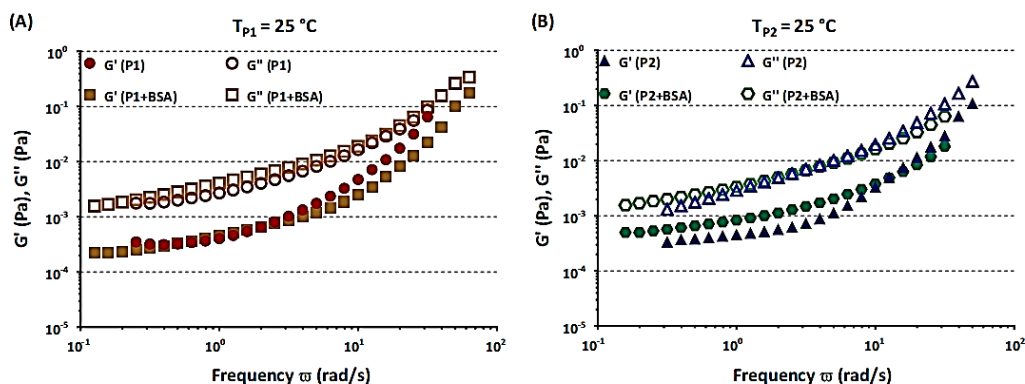 (A)
T_P1 = 25 °C
G' (Pa), G'' (Pa)
10^0
10^-1
10^-2
10^-3
10^-4
10^-5
G' (P1)
G'' (P1)
G' (P1+BSA)
G'' (P1+BSA)
10^-1
10^0
10^1
10^2
Frequency ϖ (rad/s)
(B)
T_P2 = 25 °C
G' (Pa), G'' (Pa)
10^0
10^-1
10^-2
10^-3
10^-4
10^-5
G' (P2)
G'' (P2)
G' (P2+BSA)
G'' (P2+BSA)
10^-1
10^0
10^1
10^2
Frequency ϖ (rad/s)